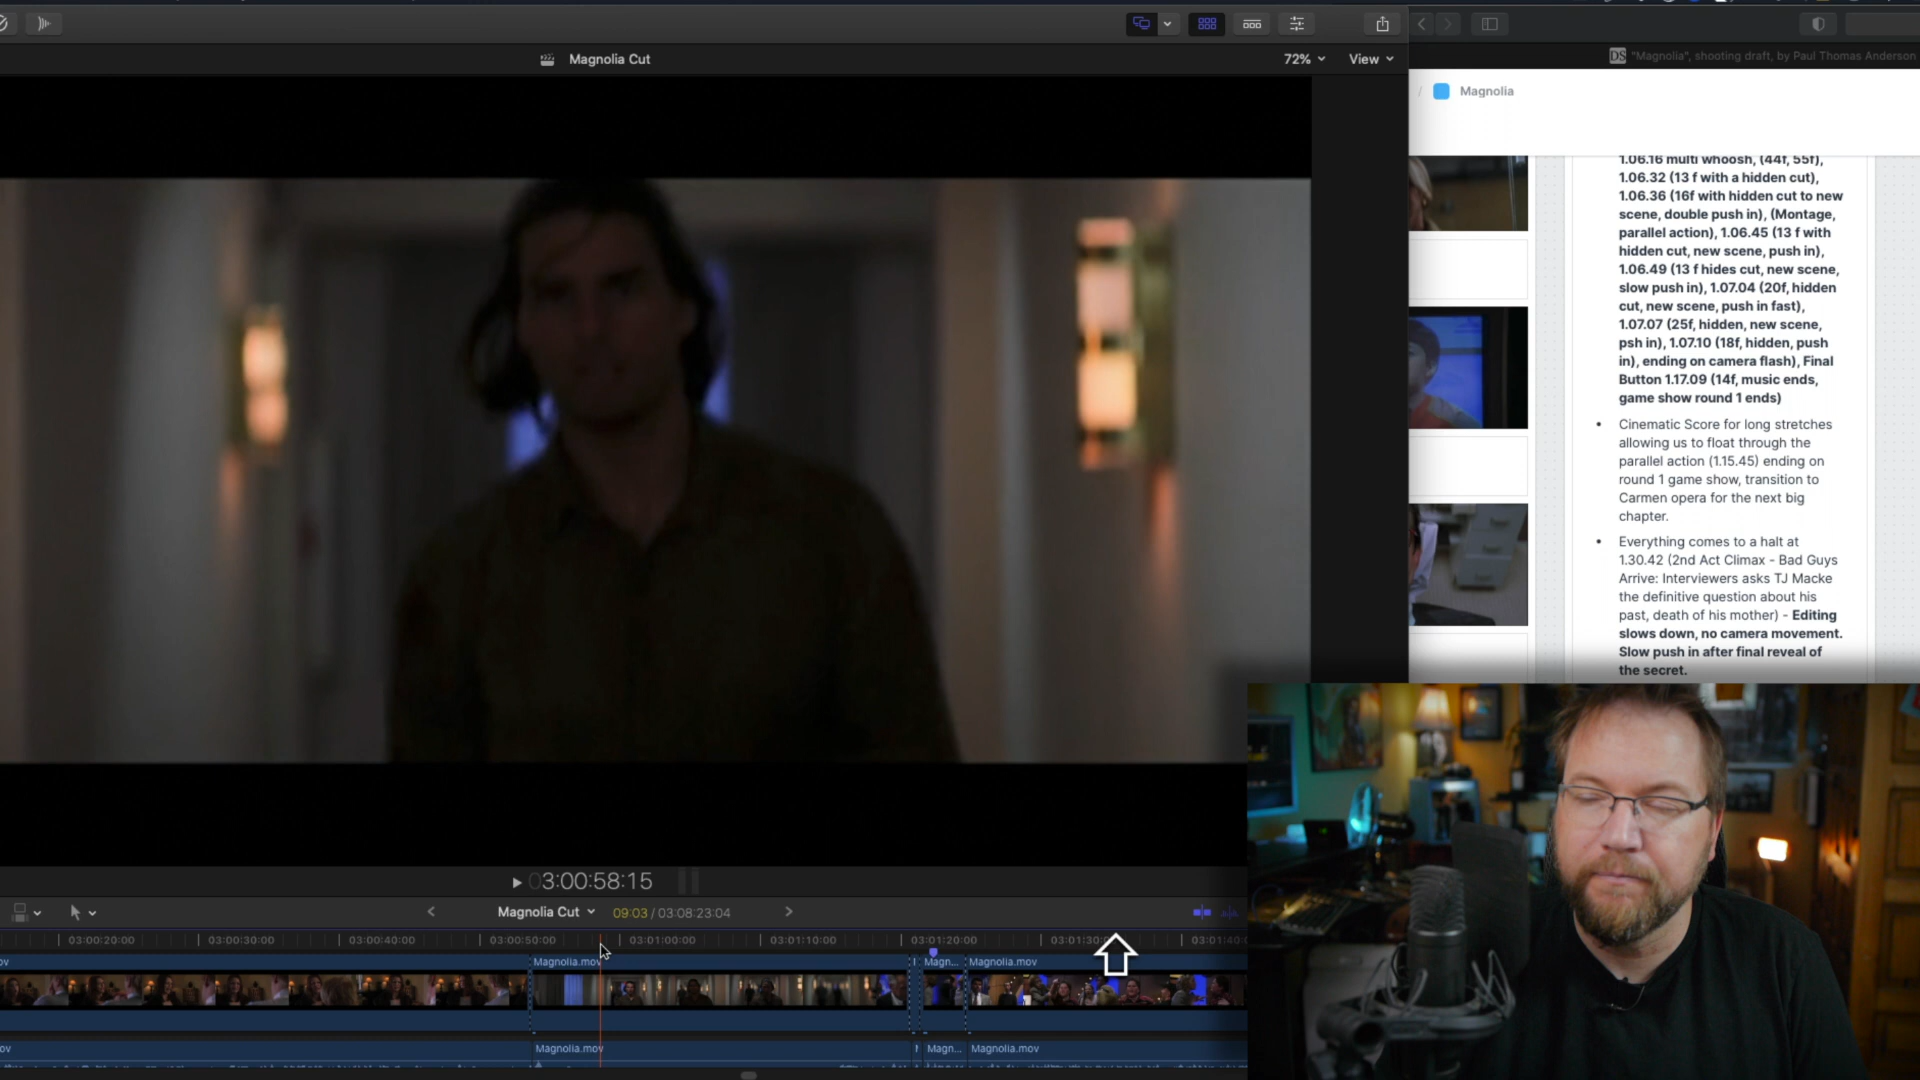 Magnolia Cut
72%
View
"Magnolia", shooting draft, by Paul Thomas Anderson
DS
/ Magnolia
1.06.16 multi whoosh, (44f, 55f),
1.06.32 (13 f with a hidden cut),
1.06.36 (16f with hidden cut to new
scene, double push in), (Montage,
parallel action), 1.06.45 (13 f with
hidden cut, new scene, push in),
1.06.49 (13 f hides cut, new scene,
slow push in), 1.07.04 (20f, hidden
cut, new scene, push in fast),
1.07.07 (25f, hidden, new scene,
psh in), 1.07.10 (18f, hidden, push
in), ending on camera flash), Final
Button 1.17.09 (14f, music ends,
game show round 1 ends)
• Cinematic Score for long stretches
allowing us to float through the
parallel action (1.15.45) ending on
round 1 game show, transition to
Carmen opera for the next big
chapter.
• Everything comes to a halt at
1.30.42 (2nd Act Climax - Bad Guys
Arrive: Interviewers asks TJ Macke
the definitive question about his
past, death of his mother) - Editing
slows down, no camera movement.
Slow push in after final reveal of
the secret.
03:00:58:15
Magnolia Cut
09:03 / 03:08:23:04
03:00:20:00
03:00:30:00
03:00:40:00
03:00:50:00
03:01:00:00
03:01:10:00
03:01:20:00
ov
Magnolia.mov
Magn...
Magnolia.mov
ov
Magnolia.mov
Magn...
Magnolia.mov